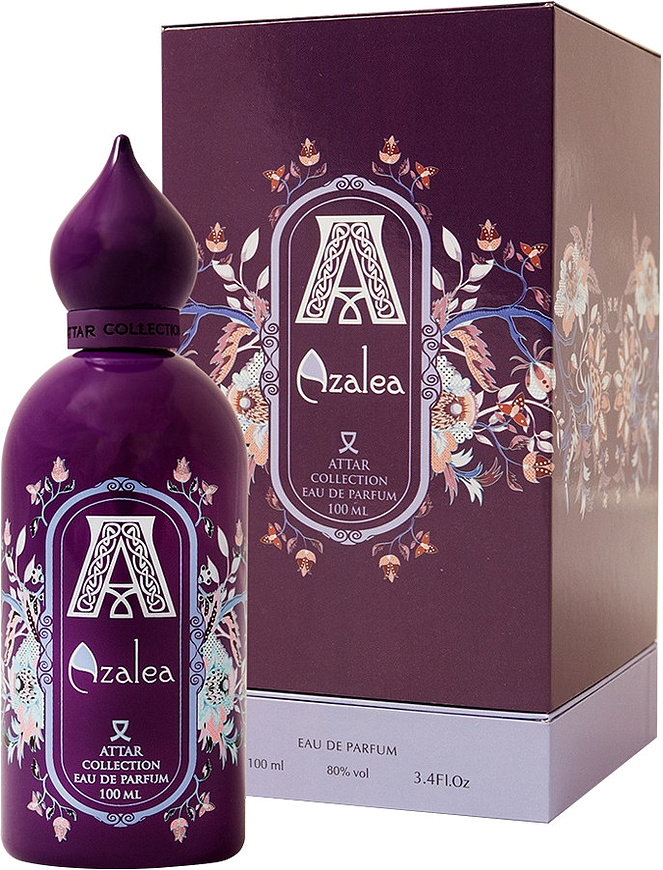 A
Azalea
ATTAR
COLLECTION
EAU DE PARFUM
100 ML
EAU DE PARFUM
100 ml 80% vol 3.4Fl.Oz
ATTAR COLLECTION
A
Azalea
ATTAR
COLLECTION
EAU DE PARFUM
100 ML